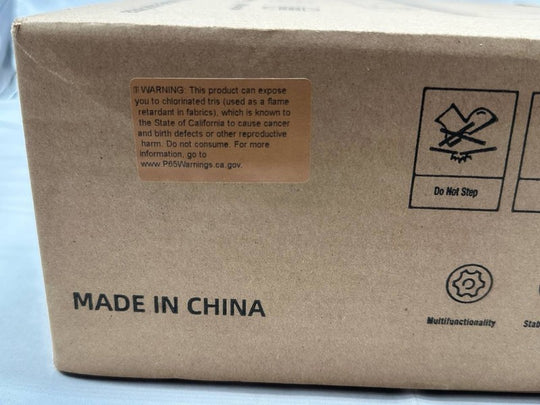 WARNING: This product can expose
you to chlorinated tris (used as a flame
retardant in fabrics), which is known to
the State of California to cause cancer
and birth defects or other reproductive
harm. Do not consume. For more
information, go to
www.P65Warnings.ca.gov.
Do Not Step
MADE IN CHINA
Multifunctionality